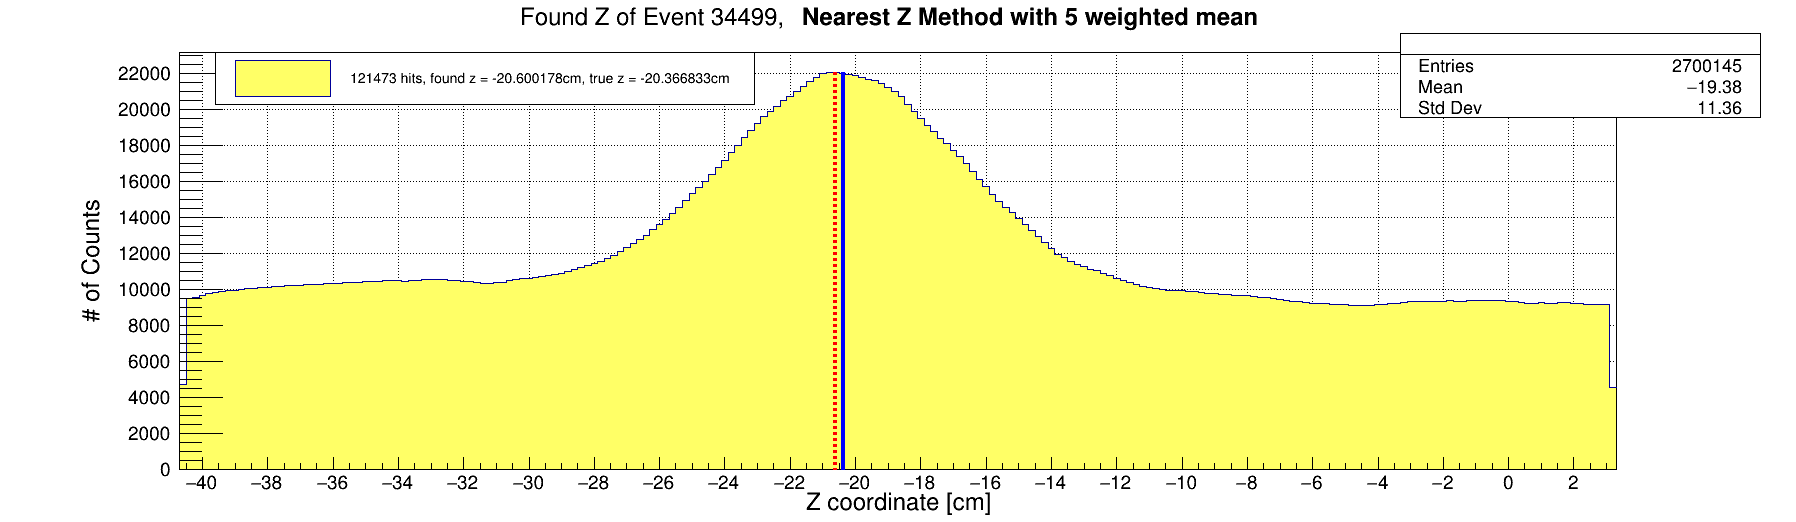 Found Z of Event 34499, Nearest Z Method with 5 weighted mean
121473 hits, found z = -20.600178cm, true z = -20.366833cm
Entries 2700145
Mean −19.38
Std Dev 11.36
# of Counts
22000
20000
18000
16000
14000
12000
10000
8000
6000
4000
2000
0
−40 −38 −36 −34 −32 −30 −28 −26 −24 −22 −20 −18 −16 −14 −12 −10 −8 −6 −4 −2 0 2
Z coordinate [cm]